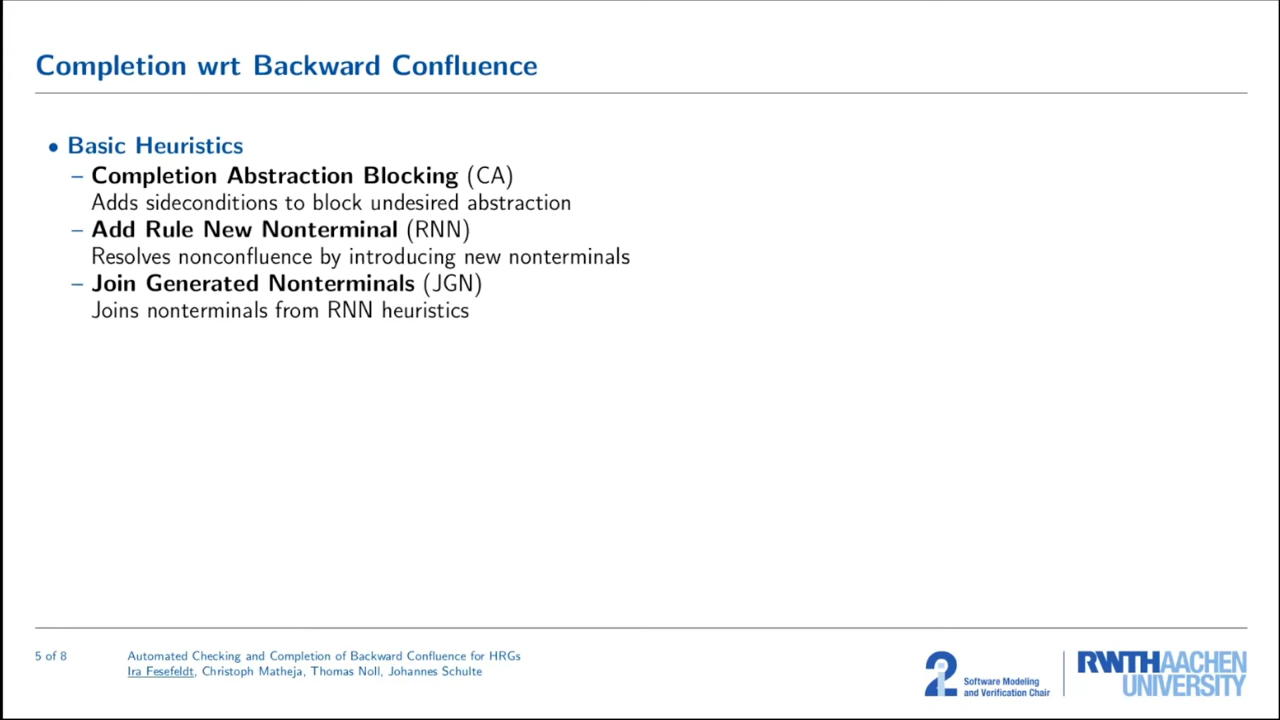 Completion wrt Backward Confluence
• Basic Heuristics
– Completion Abstraction Blocking (CA)
Adds sideconditions to block undesired abstraction
– Add Rule New Nonterminal (RNN)
Resolves nonconfluence by introducing new nonterminals
– Join Generated Nonterminals (JGN)
Joins nonterminals from RNN heuristics
5 of 8
Automated Checking and Completion of Backward Confluence for HRGs
Ira Fesefeldt, Christoph Matheja, Thomas Noll, Johannes Schulte
2
Software Modeling
and Verification Chair
RWTHAACHEN
UNIVERSITY